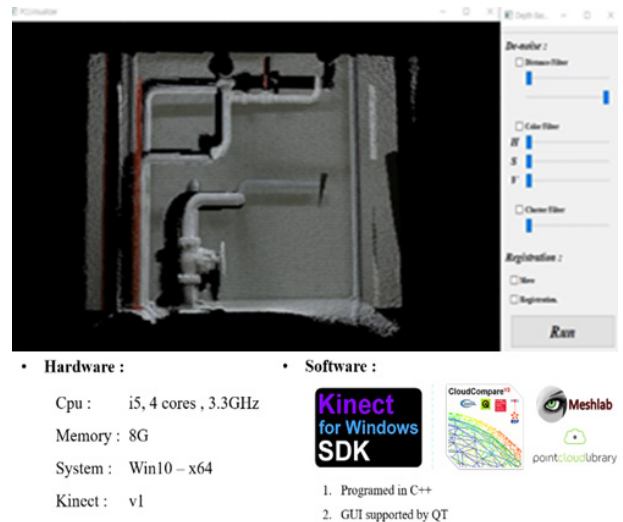 PCLVisualizer
Depth Bas...
De-noise :
Distance Filter
Color Filter
H
S
V
Cluster Filter
Registration :
Registration.
Run
• Hardware :
Cpu : i5, 4 cores , 3.3GHz
Memory : 8G
System : Win10 – x64
Kinect : v1
• Software :
Kinect
for Windows
SDK
CloudCompare
Meshlab
pointcloudlibrary
1. Programed in C++
2. GUI supported by QT